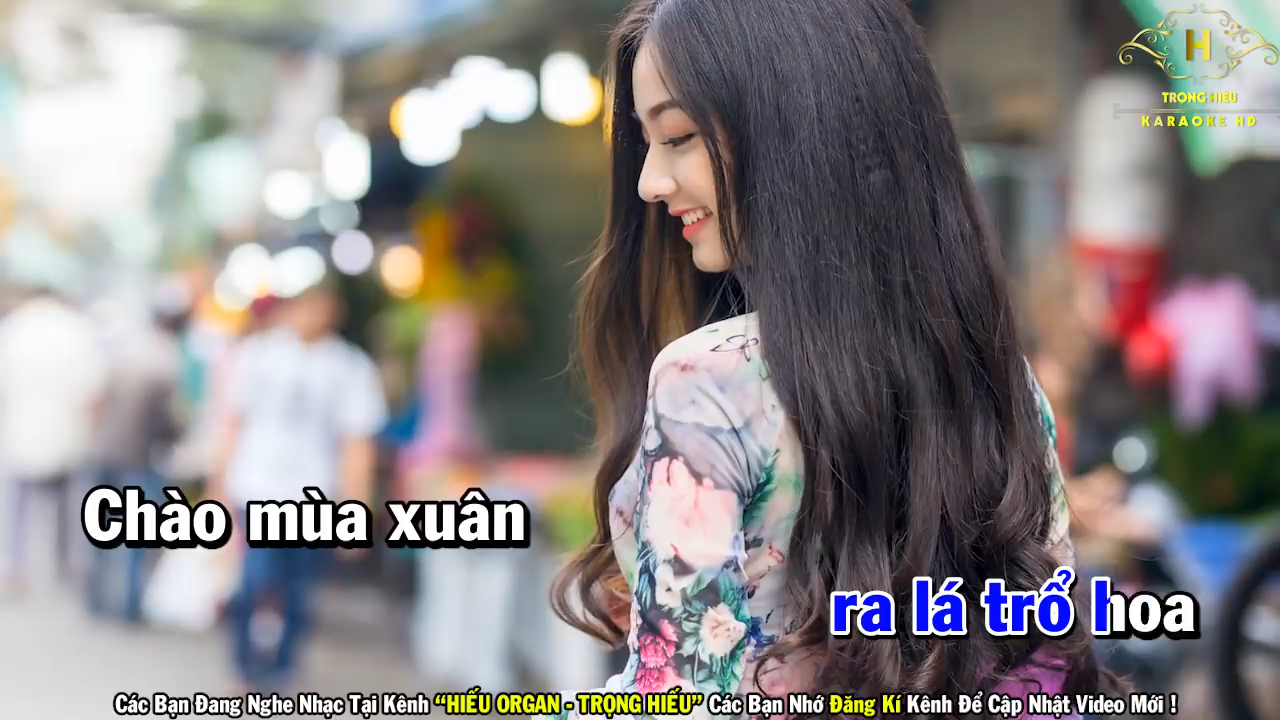 H
TRỌNG HIẾU
KARAOKE HD
Chào mùa xuân
ra lá trổ hoa
Các Bạn Đang Nghe Nhạc Tại Kênh “HIẾU ORGAN - TRỌNG HIẾU” Các Bạn Nhớ Đăng Kí Kênh Để Cập Nhật Video Mới !